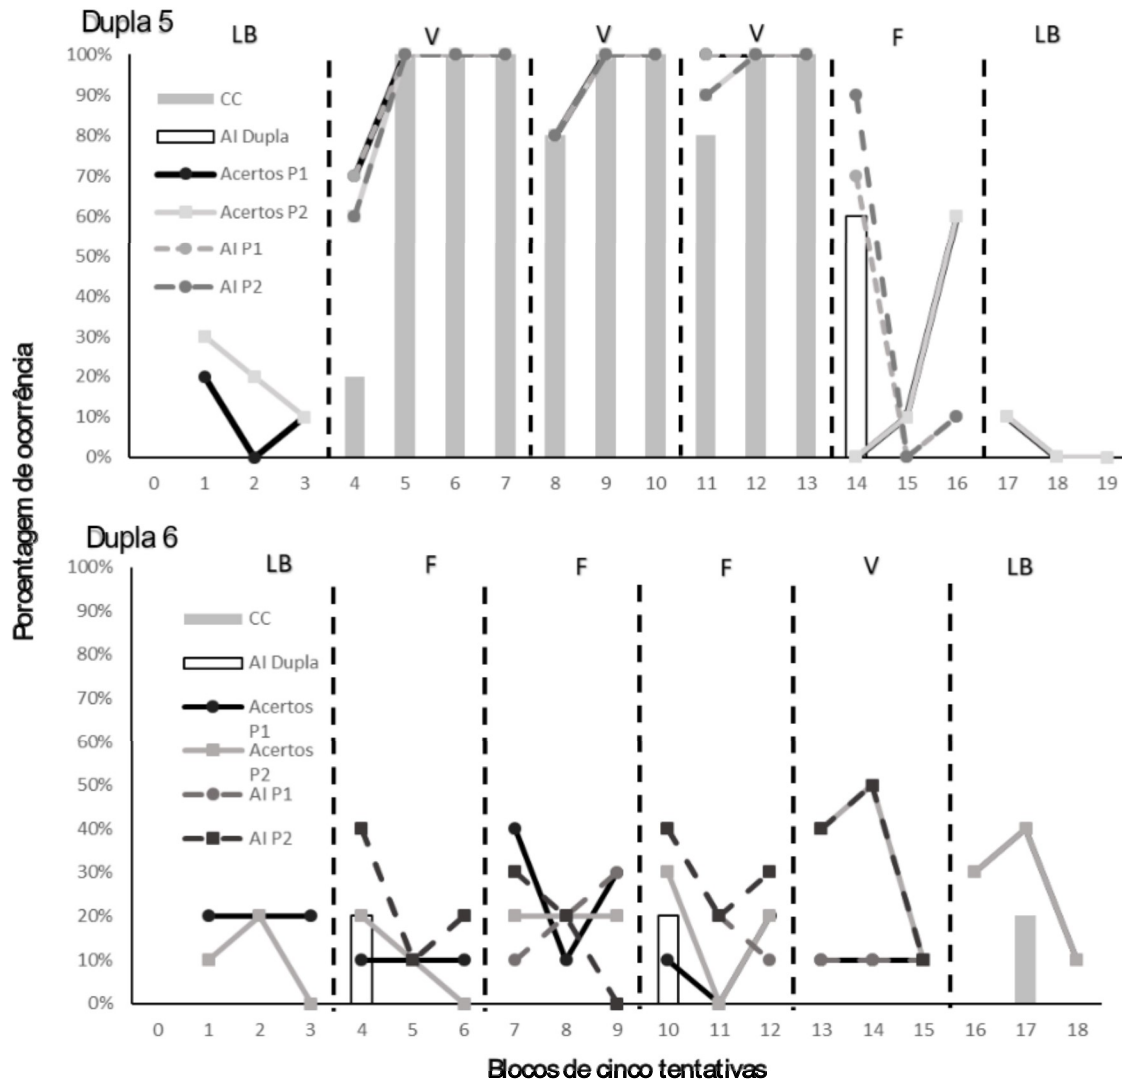 Dupla 5
LB V V V F LB
100%
90%
80%
70%
60%
50%
40%
30%
20%
10%
0%
CC
AI Dupla
Acertos P1
Acertos P2
AI P1
AI P2
0 1 2 3 4 5 6 7 8 9 10 11 12 13 14 15 16 17 18 19
Porcentagem de ocorrência
Dupla 6
LB F F F V LB
100%
90%
80%
70%
60%
50%
40%
30%
20%
10%
0%
CC
AI Dupla
Acertos
P1
Acertos
P2
AI P1
AI P2
0 1 2 3 4 5 6 7 8 9 10 11 12 13 14 15 16 17 18
Blocos de cinco tentativas